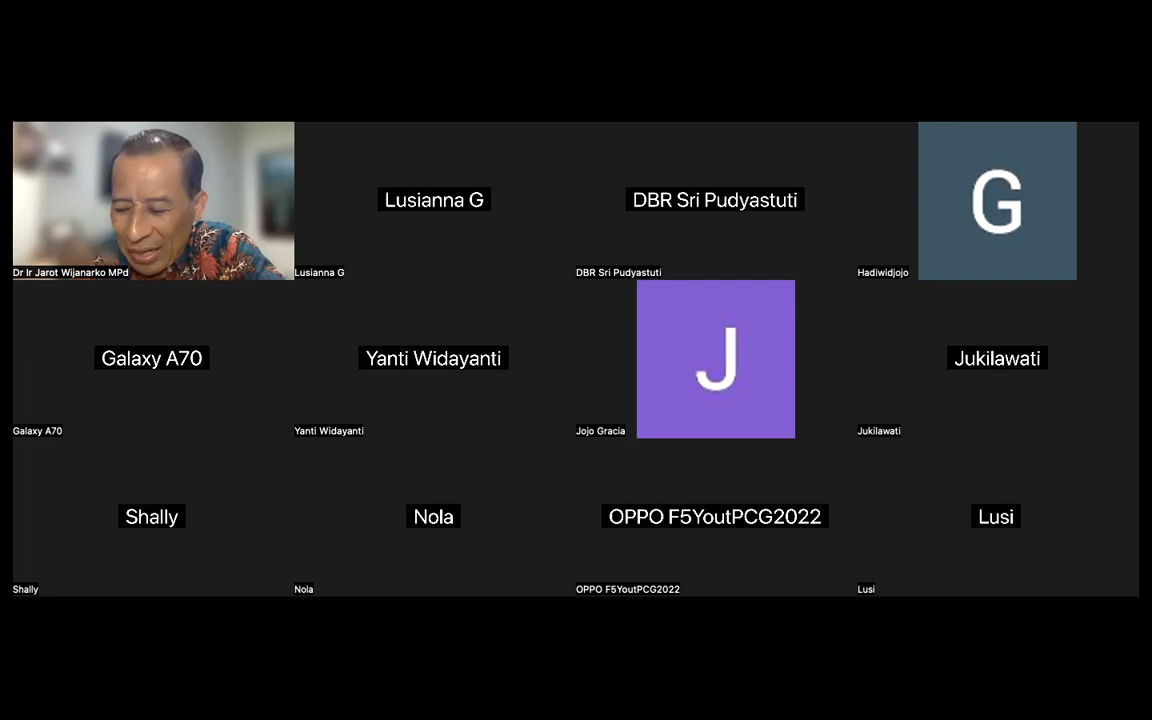 Dr Ir Jarot Wijanarko MPd
Lusianna G
Lusianna G
DBR Sri Pudyastuti
DBR Sri Pudyastuti
G
Hadiwidjojo
Galaxy A70
Galaxy A70
Yanti Widayanti
Yanti Widayanti
J
Jojo Gracia
Jukilawati
Jukilawati
Shally
Shally
Nola
Nola
OPPO F5YoutPCG2022
OPPO F5YoutPCG2022
Lusi
Lusi